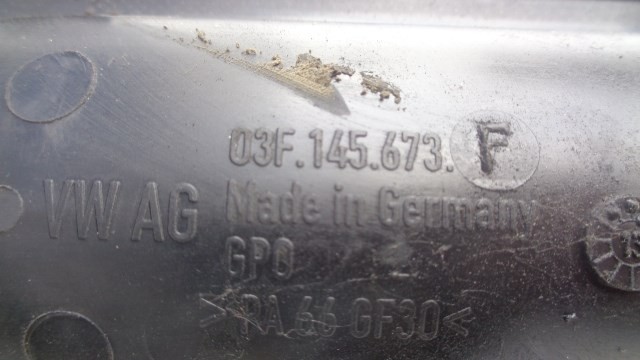 03F.145.673.F
VW AG Made in Germany
GPO
>PA 66 GF30<